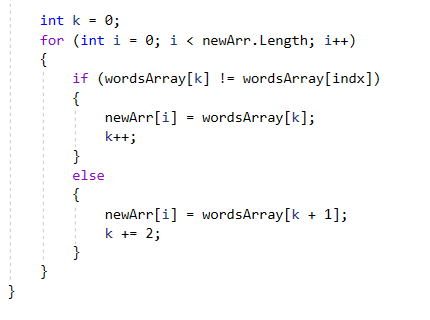 int k = 0;
for (int i = 0; i < newArr.Length; i++)
{
if (wordsArray[k] != wordsArray[indx])
{
newArr[i] = wordsArray[k];
k++;
}
else
{
newArr[i] = wordsArray[k + 1];
k += 2;
}
}
}